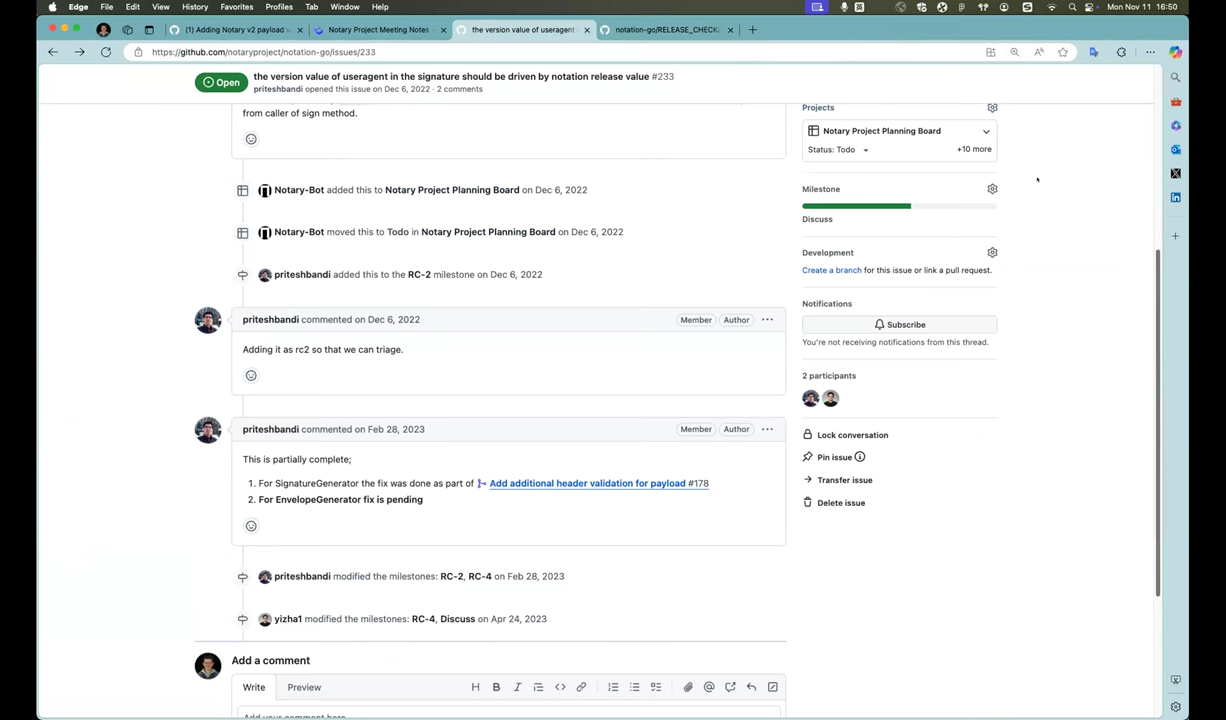 Edge File Edit View History Favorites Profiles Tab Window Help Mon Nov 11 16:50
(1) Adding Notary v2 payload v
Notary Project Meeting Notes -
the version value of useragent
notation-go/RELEASE_CHECKL
https://github.com/notaryproject/notation-go/issues/233
Open
the version value of useragent in the signature should be driven by notation release value #233
priteshbandi opened this issue on Dec 6, 2022 · 2 comments
from caller of sign method.
Notary-Bot added this to Notary Project Planning Board on Dec 6, 2022
Notary-Bot moved this to Todo in Notary Project Planning Board on Dec 6, 2022
priteshbandi added this to the RC-2 milestone on Dec 6, 2022
priteshbandi commented on Dec 6, 2022 Member Author
Adding it as rc2 so that we can triage.
priteshbandi commented on Feb 28, 2023 Member Author
This is partially complete;
1. For SignatureGenerator the fix was done as part of Add additional header validation for payload #178
2. For EnvelopeGenerator fix is pending
priteshbandi modified the milestones: RC-2, RC-4 on Feb 28, 2023
yizha1 modified the milestones: RC-4, Discuss on Apr 24, 2023
Add a comment
Write Preview
Add your comment here
Projects
Notary Project Planning Board
Status: Todo +10 more
Milestone
Discuss
Development
Create a branch for this issue or link a pull request.
Notifications
Subscribe
You're not receiving notifications from this thread.
2 participants
Lock conversation
Pin issue
Transfer issue
Delete issue